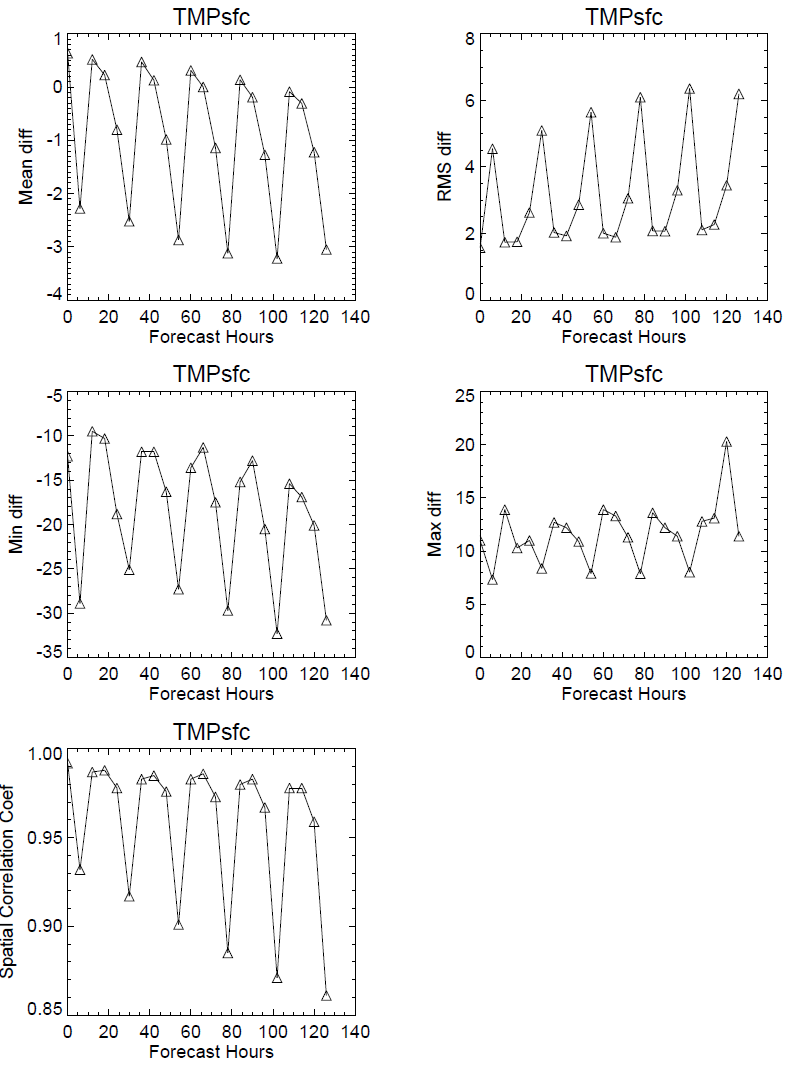 TMPsfc
Mean diff
1
0
-1
-2
-3
-4
0 20 40 60 80 100 120 140
Forecast Hours
TMPsfc
RMS diff
8
6
4
2
0
0 20 40 60 80 100 120 140
Forecast Hours
TMPsfc
Min diff
-5
-10
-15
-20
-25
-30
-35
0 20 40 60 80 100 120 140
Forecast Hours
TMPsfc
Max diff
25
20
15
10
5
0
0 20 40 60 80 100 120 140
Forecast Hours
TMPsfc
Spatial Correlation Coef
1.00
0.95
0.90
0.85
0 20 40 60 80 100 120 140
Forecast Hours